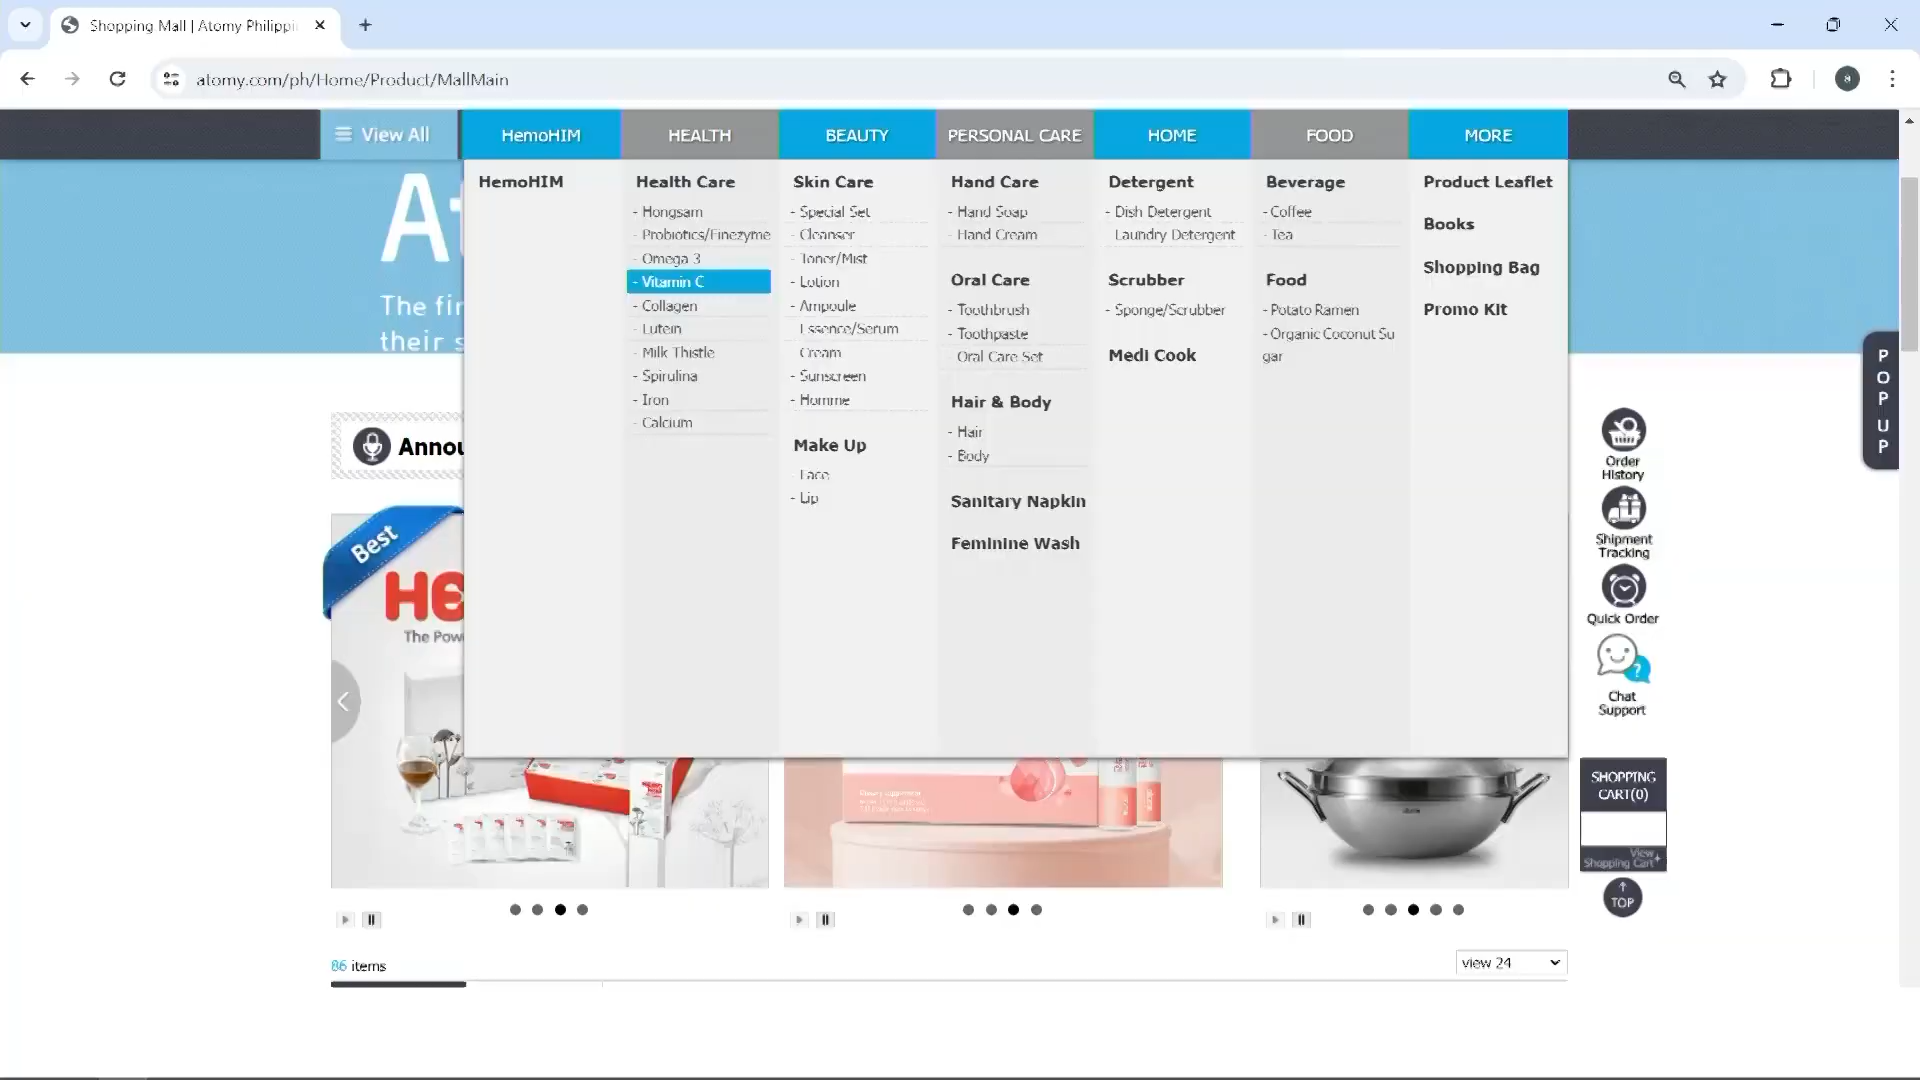 Shopping Mall | Atomy Philippi
atomy.com/ph/Home/Product/MallMain
View All
HemoHIM
HEALTH
BEAUTY
PERSONAL CARE
HOME
FOOD
MORE
HemoHIM
Health Care
- Hongsam
- Probiotics/Finezyme
- Omega 3
- Vitamin C
- Collagen
- Lutein
- Milk Thistle
- Spirulina
- Iron
- Calcium
Skin Care
- Special Set
- Cleanser
- Toner/Mist
- Lotion
- Ampoule
Essence/Serum
Cream
- Sunscreen
- Homme
Make Up
- Face
- Lip
Hand Care
- Hand Soap
- Hand Cream
Oral Care
- Toothbrush
- Toothpaste
Oral Care Set
Hair & Body
- Hair
- Body
Sanitary Napkin
Feminine Wash
Detergent
- Dish Detergent
Laundry Detergent
Scrubber
- Sponge/Scrubber
Medi Cook
Beverage
- Coffee
- Tea
Food
- Potato Ramen
- Organic Coconut Su
gar
Product Leaflet
Books
Shopping Bag
Promo Kit
At
The fir
their s
Annou
Best
HE
The Pow
POP UP
Order
History
Shipment
Tracking
Quick Order
Chat
Support
SHOPPING
CART(0)
View
Shopping Cart+
TOP
86 items
view 24